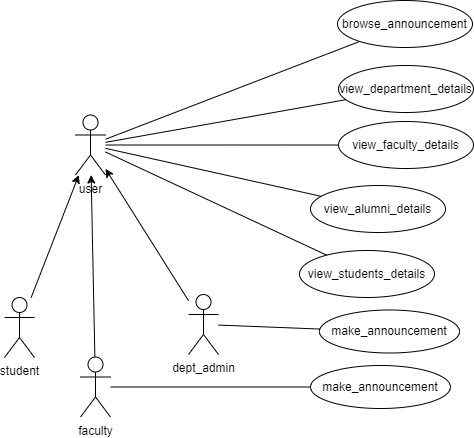 browse_announcement
view_department_details
view_faculty_details
user
view_alumni_details
view_students_details
make_announcement
student
dept_admin
make_announcement
faculty